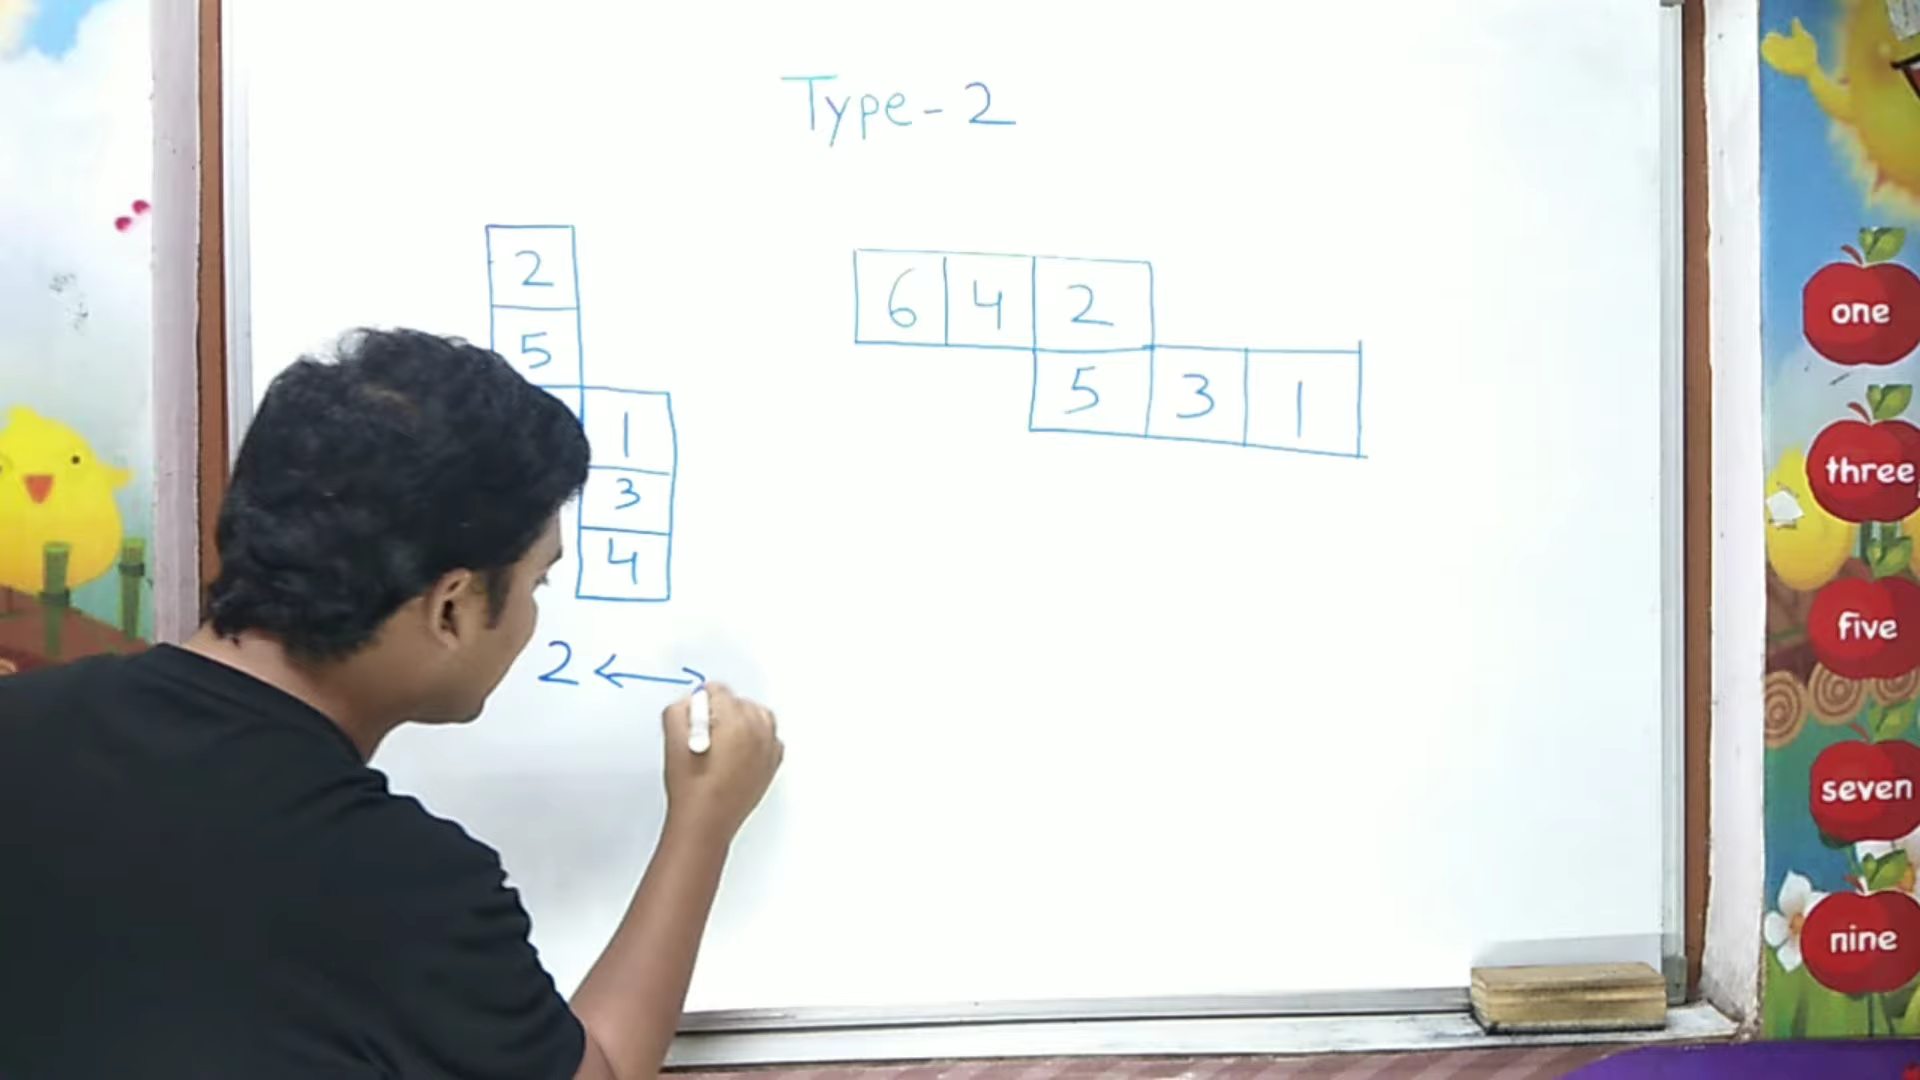 Type-2
2
5
1
3
4
2 ↔
6 4 2
5 3 1
one
three
five
seven
nine